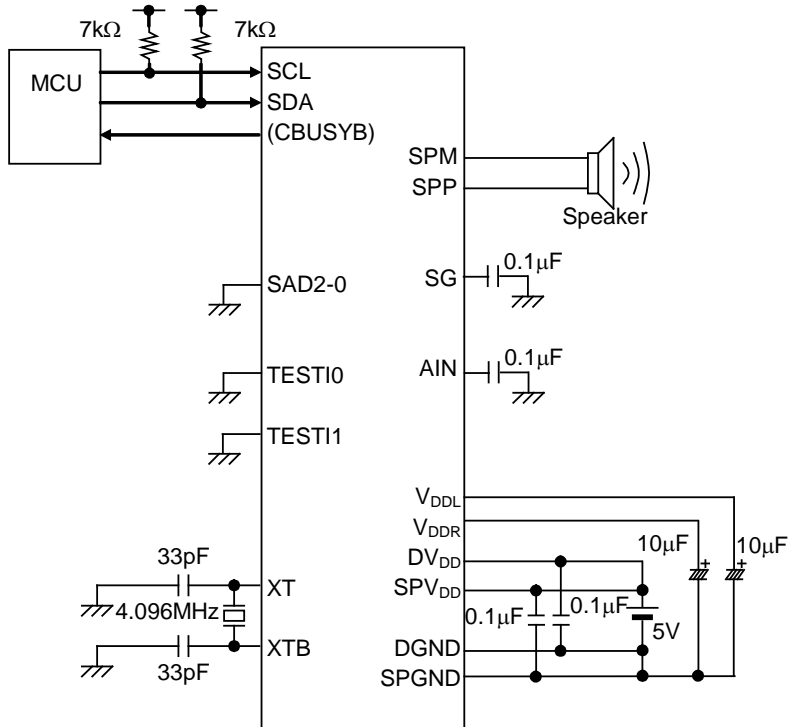 7kΩ
7kΩ
MCU
SCL
SDA
(CBUSYB)
SPM
SPP
Speaker
SG
0.1μF
SAD2-0
AIN
0.1μF
TESTI0
TESTI1
VDDL
VDDR
10μF
10μF
DVDD
SPVDD
0.1μF
0.1μF
5V
DGND
SPGND
33pF
XT
4.096MHz
XTB
33pF